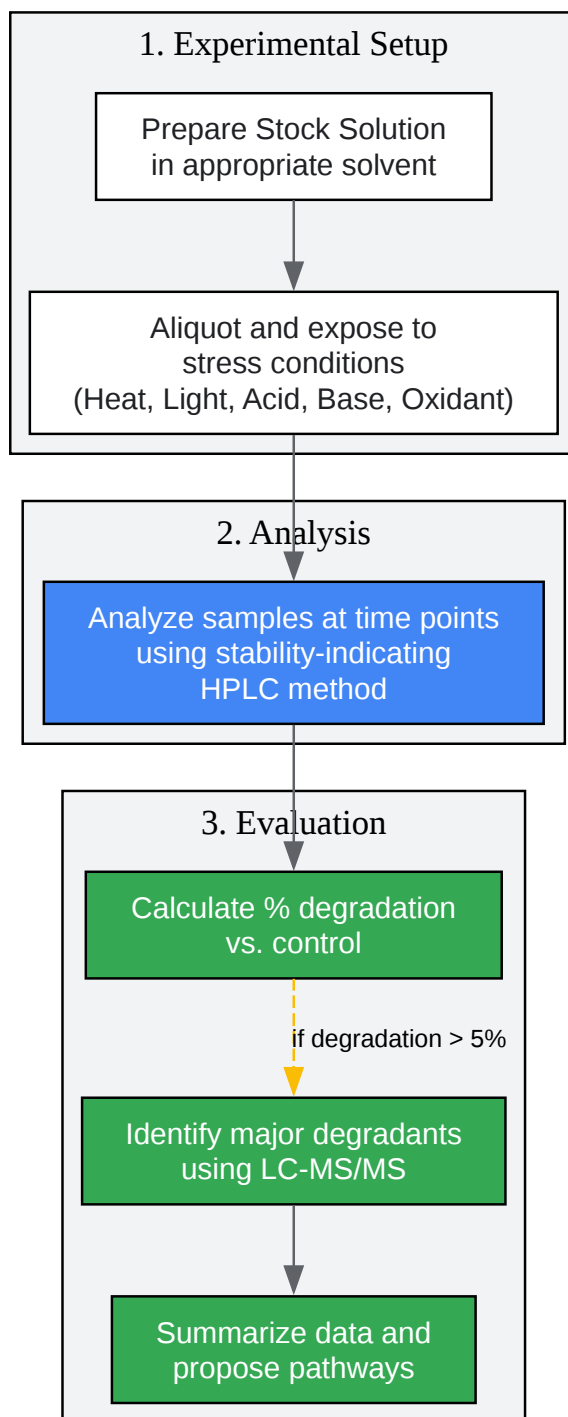 1. Experimental Setup
Prepare Stock Solution
in appropriate solvent
Aliquot and expose to
stress conditions
(Heat, Light, Acid, Base, Oxidant)
2. Analysis
Analyze samples at time points
using stability-indicating
HPLC method
3. Evaluation
Calculate % degradation
vs. control
if degradation > 5%
Identify major degradants
using LC-MS/MS
Summarize data and
propose pathways